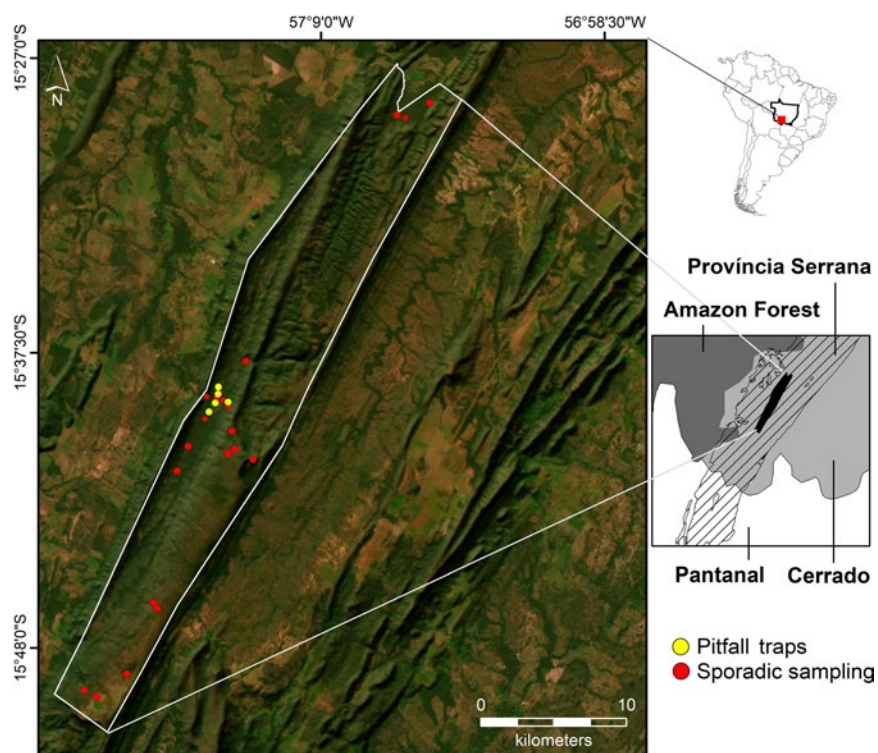 57°9'0"W
56°58'30"W
15°27'0"S
N
15°37'30"S
15°48'0"S
Província Serrana
Amazon Forest
Pantanal
Cerrado
Pitfall traps
Sporadic sampling
0
10
kilometers